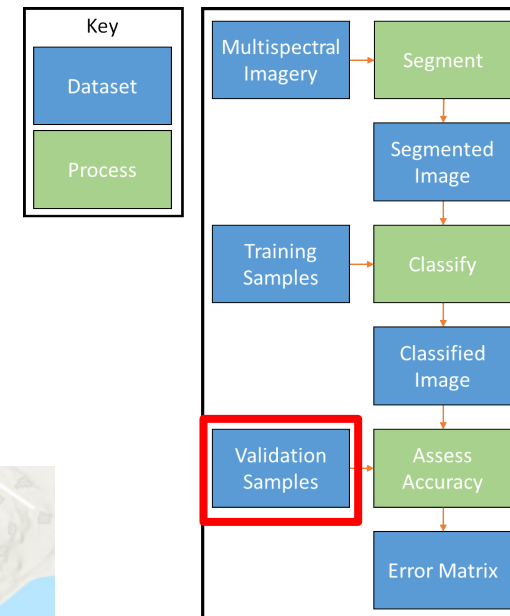 Key
Dataset
Process
Multispectral
Imagery
Segment
Segmented
Image
Training
Samples
Classify
Classified
Image
Validation
Samples
Assess
Accuracy
Error Matrix